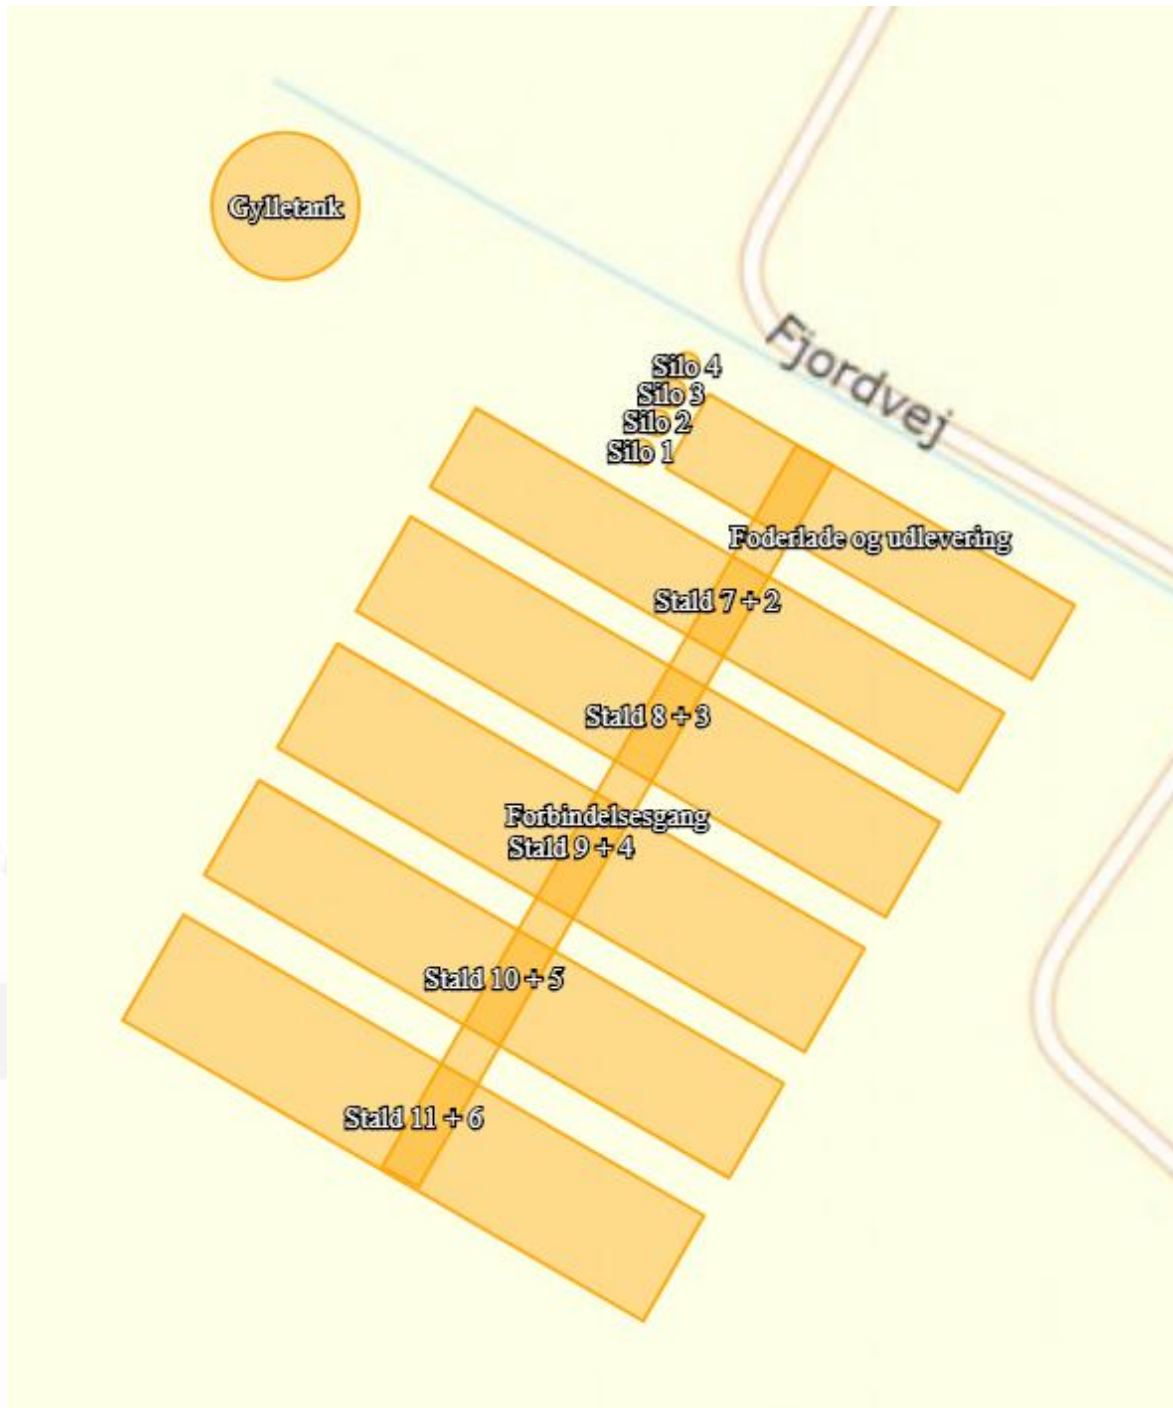 Gylletank
Fjordvej
Silo 4
Silo 3
Silo 2
Silo 1
Foderlade og udlevering
Stald 7 + 2
Stald 8 + 3
Forbindelsesgang
Stald 9 + 4
Stald 10 + 5
Stald 11 + 6